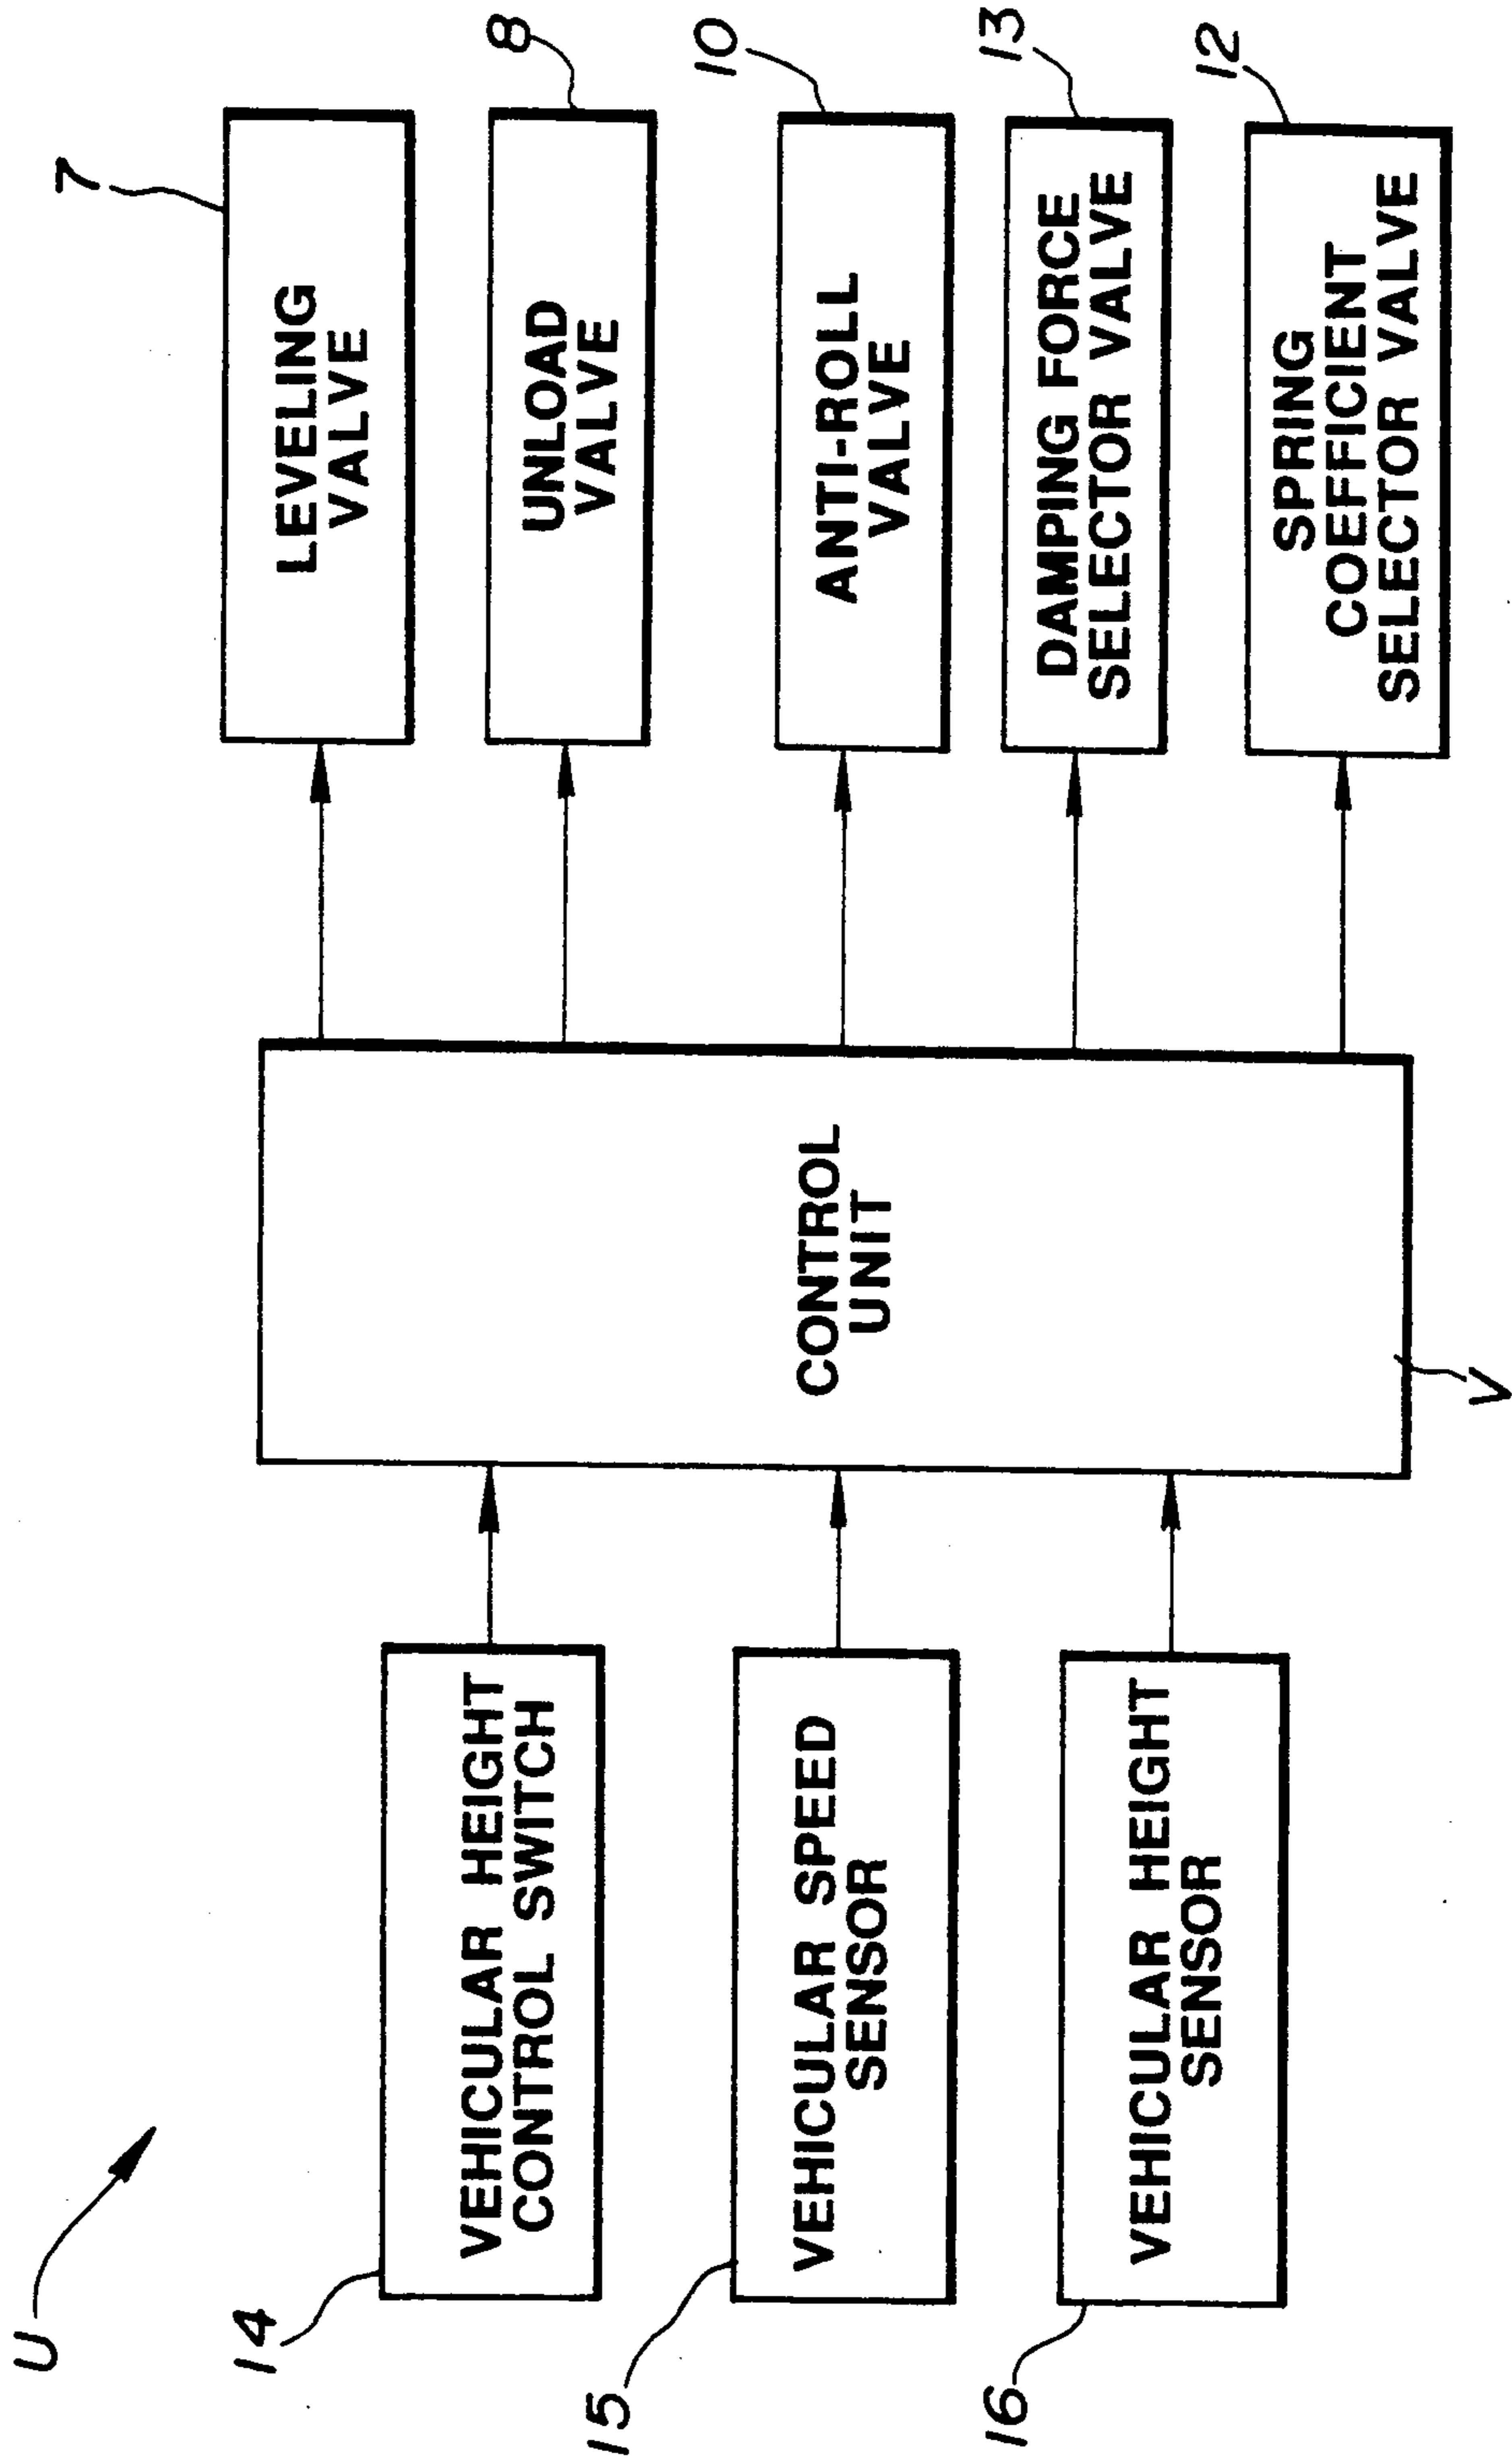 U
14
VEHICULAR HEIGHT
CONTROL SWITCH
15
VEHICULAR SPEED
SENSOR
16
VEHICULAR HEIGHT
SENSOR
CONTROL
UNIT
V
7
LEVELING
VALVE
8
UNLOAD
VALVE
10
ANTI-ROLL
VALVE
13
DAMPING FORCE
SELECTOR VALVE
12
SPRING
COEFFICIENT
SELECTOR VALVE